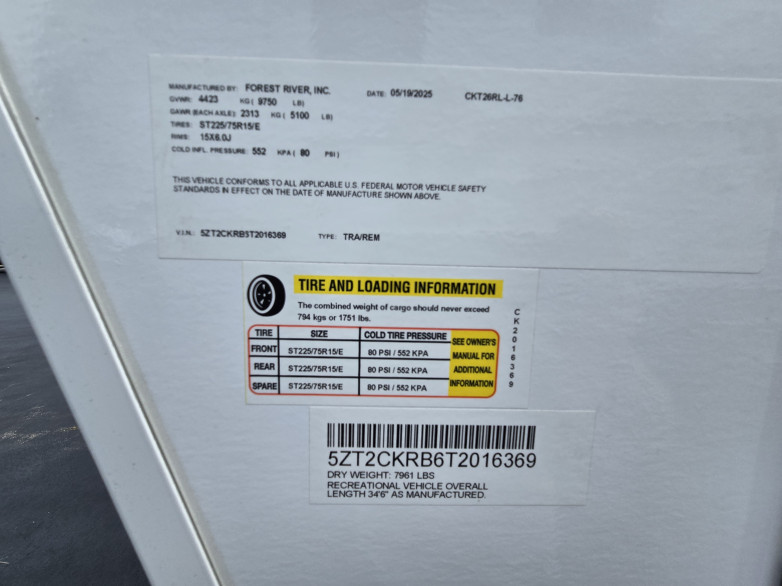 MANUFACTURED BY: FOREST RIVER, INC. DATE: 05/19/2025 CKT26RL-L-76
GVWR: 4423 KG ( 9750 LB)
GAWR (EACH AXLE): 2313 KG ( 5100 LB)
TIRES: ST225/75R15/E
RIMS: 15X6.0J
COLD INFL. PRESSURE: 552 KPA ( 80 PSI )
THIS VEHICLE CONFORMS TO ALL APPLICABLE U.S. FEDERAL MOTOR VEHICLE SAFETY
STANDARDS IN EFFECT ON THE DATE OF MANUFACTURE SHOWN ABOVE.
V.I.N.: 5ZT2CKRB6T2016369 TYPE: TRA/REM
TIRE AND LOADING INFORMATION
The combined weight of cargo should never exceed
794 kgs or 1751 lbs.
TIRE SIZE COLD TIRE PRESSURE
FRONT ST225/75R15/E 80 PSI / 552 KPA
REAR ST225/75R15/E 80 PSI / 552 KPA
SPARE ST225/75R15/E 80 PSI / 552 KPA
SEE OWNER'S
MANUAL FOR
ADDITIONAL
INFORMATION
CK2016369
5ZT2CKRB6T2016369
DRY WEIGHT: 7961 LBS
RECREATIONAL VEHICLE OVERALL
LENGTH 34'6" AS MANUFACTURED.